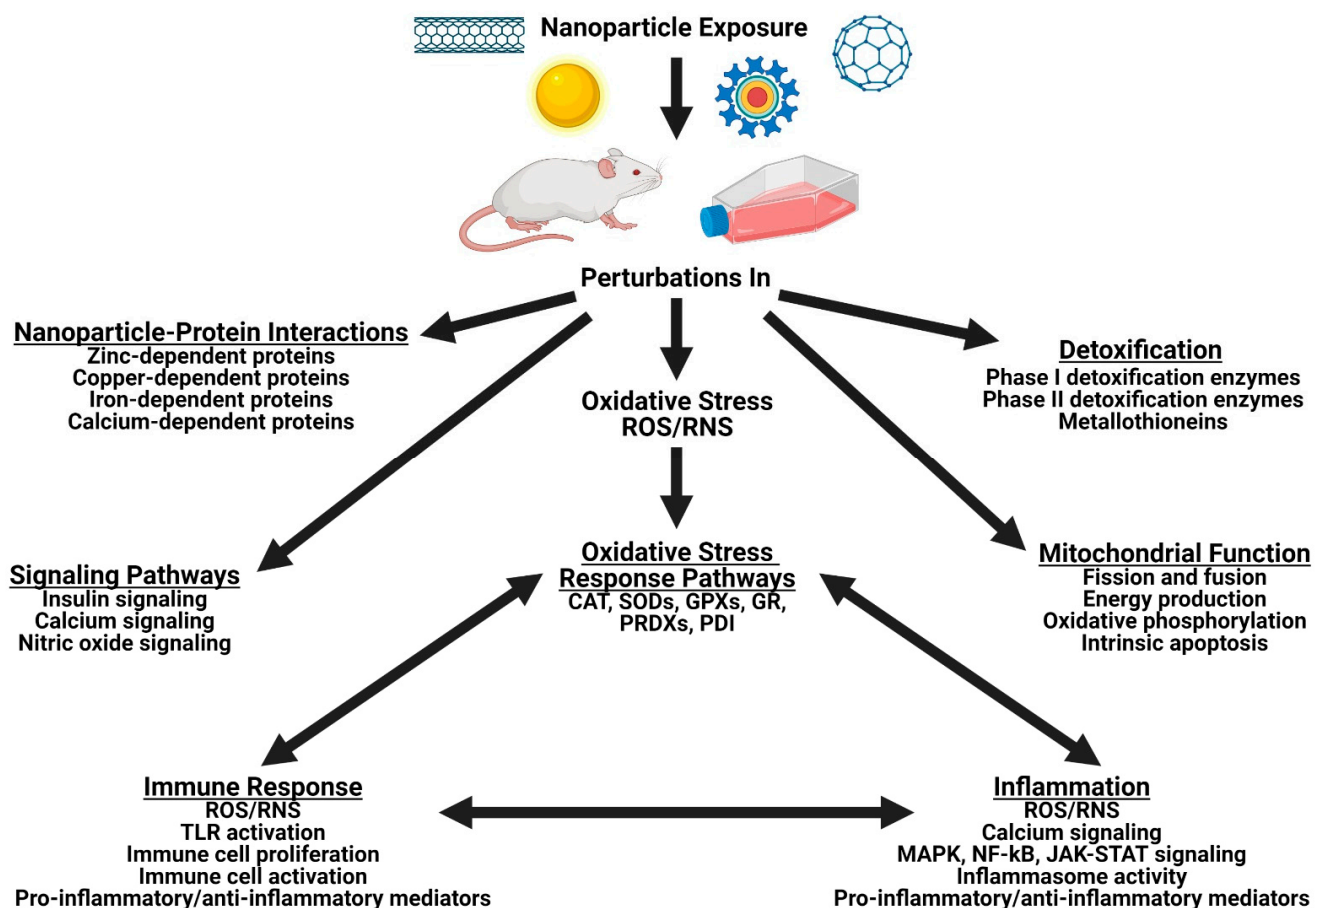 Nanoparticle Exposure
Perturbations In
Nanoparticle-Protein Interactions
Zinc-dependent proteins
Copper-dependent proteins
Iron-dependent proteins
Calcium-dependent proteins
Oxidative Stress
ROS/RNS
Detoxification
Phase I detoxification enzymes
Phase II detoxification enzymes
Metallothioneins
Signaling Pathways
Insulin signaling
Calcium signaling
Nitric oxide signaling
Oxidative Stress
Response Pathways
CAT, SODs, GPXs, GR,
PRDXs, PDI
Mitochondrial Function
Fission and fusion
Energy production
Oxidative phosphorylation
Intrinsic apoptosis
Immune Response
ROS/RNS
TLR activation
Immune cell proliferation
Immune cell activation
Pro-inflammatory/anti-inflammatory mediators
Inflammation
ROS/RNS
Calcium signaling
MAPK, NF-kB, JAK-STAT signaling
Inflammasome activity
Pro-inflammatory/anti-inflammatory mediators